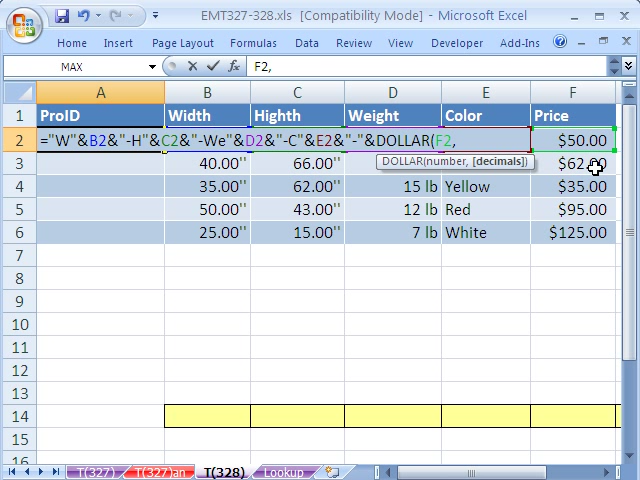 EMT327-328.xls [Compatibility Mode] - Microsoft Excel
Home Insert Page Layout Formulas Data Review View Developer Add-Ins
MAX fx F2,
A B C D E F
1 ProID Width Highth Weight Color Price
2 ="W"&B2&"-H"&C2&"-We"&D2&"-C"&E2&"-"&DOLLAR(F2, $50.00
DOLLAR(number, [decimals])
3 40.00" 66.00" $62.00
4 35.00" 62.00" 15 lb Yellow $35.00
5 50.00" 43.00" 12 lb Red $95.00
6 25.00" 15.00" 7 lb White $125.00
7
8
9
10
11
12
13
14
15
T(327) T(327)an T(328) Lookup